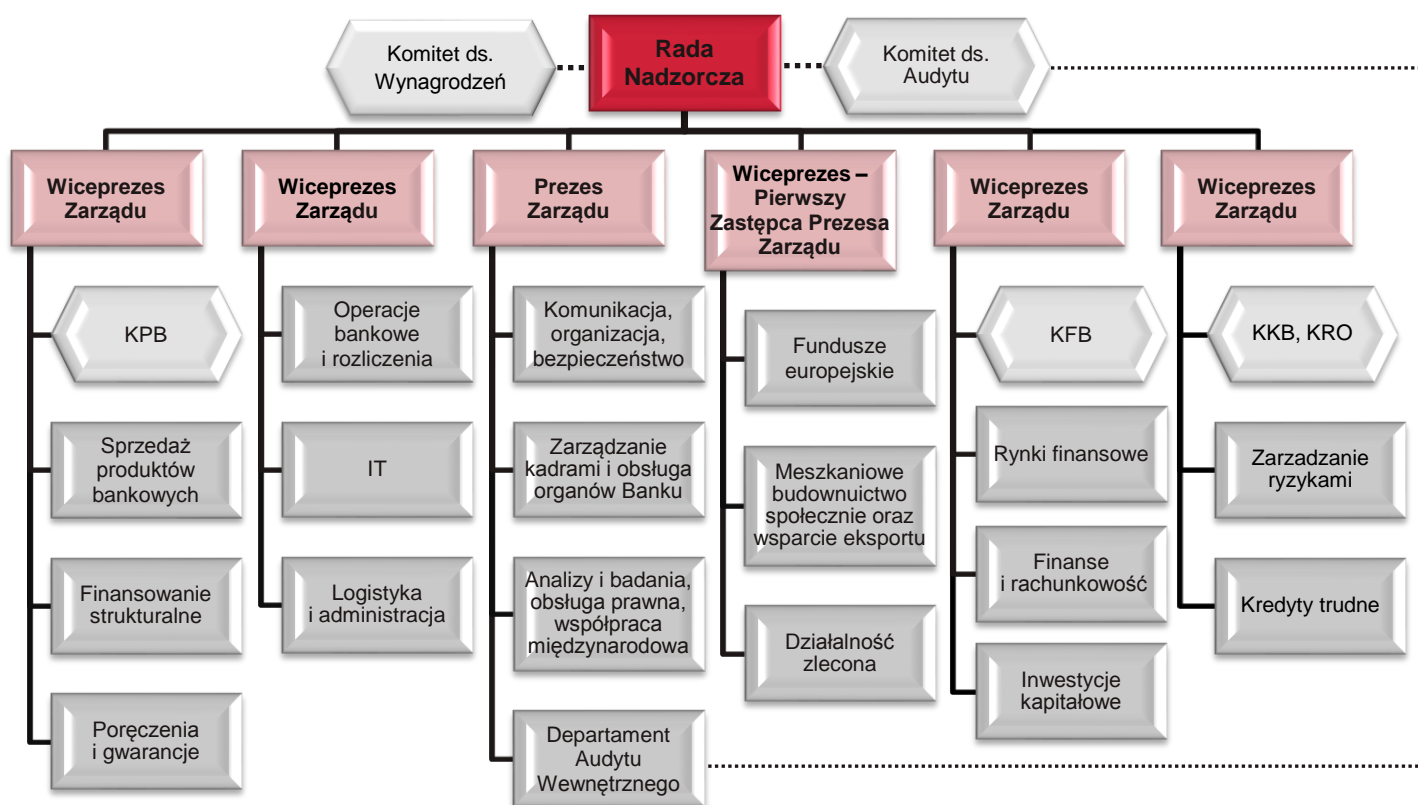 Komitet ds.
Wynagrodzeń
Rada
Nadzorcza
Komitet ds.
Audytu
Wiceprezes
Zarządu
KPB
Sprzedaż
produktów
bankowych
Finansowanie
strukturalne
Poręczenia
i gwarancje
Wiceprezes
Zarządu
Operacje
bankowe
i rozliczenia
IT
Logistyka
i administracja
Prezes
Zarządu
Komunikacja,
organizacja,
bezpieczeństwo
Zarządzanie
kadrami i obsługa
organów Banku
Analizy i badania,
obsługa prawna,
współpraca
międzynarodowa
Departament
Audytu
Wewnętrznego
Wiceprezes –
Pierwszy
Zastępca Prezesa
Zarządu
Fundusze
europejskie
Meszkaniowe
budownuictwo
społecznie oraz
wsparcie eksportu
Działalność
zlecona
Wiceprezes
Zarządu
KFB
Rynki finansowe
Finanse
i rachunkowość
Inwestycje
kapitałowe
Wiceprezes
Zarządu
KKB, KRO
Zarzadzanie
ryzykami
Kredyty trudne